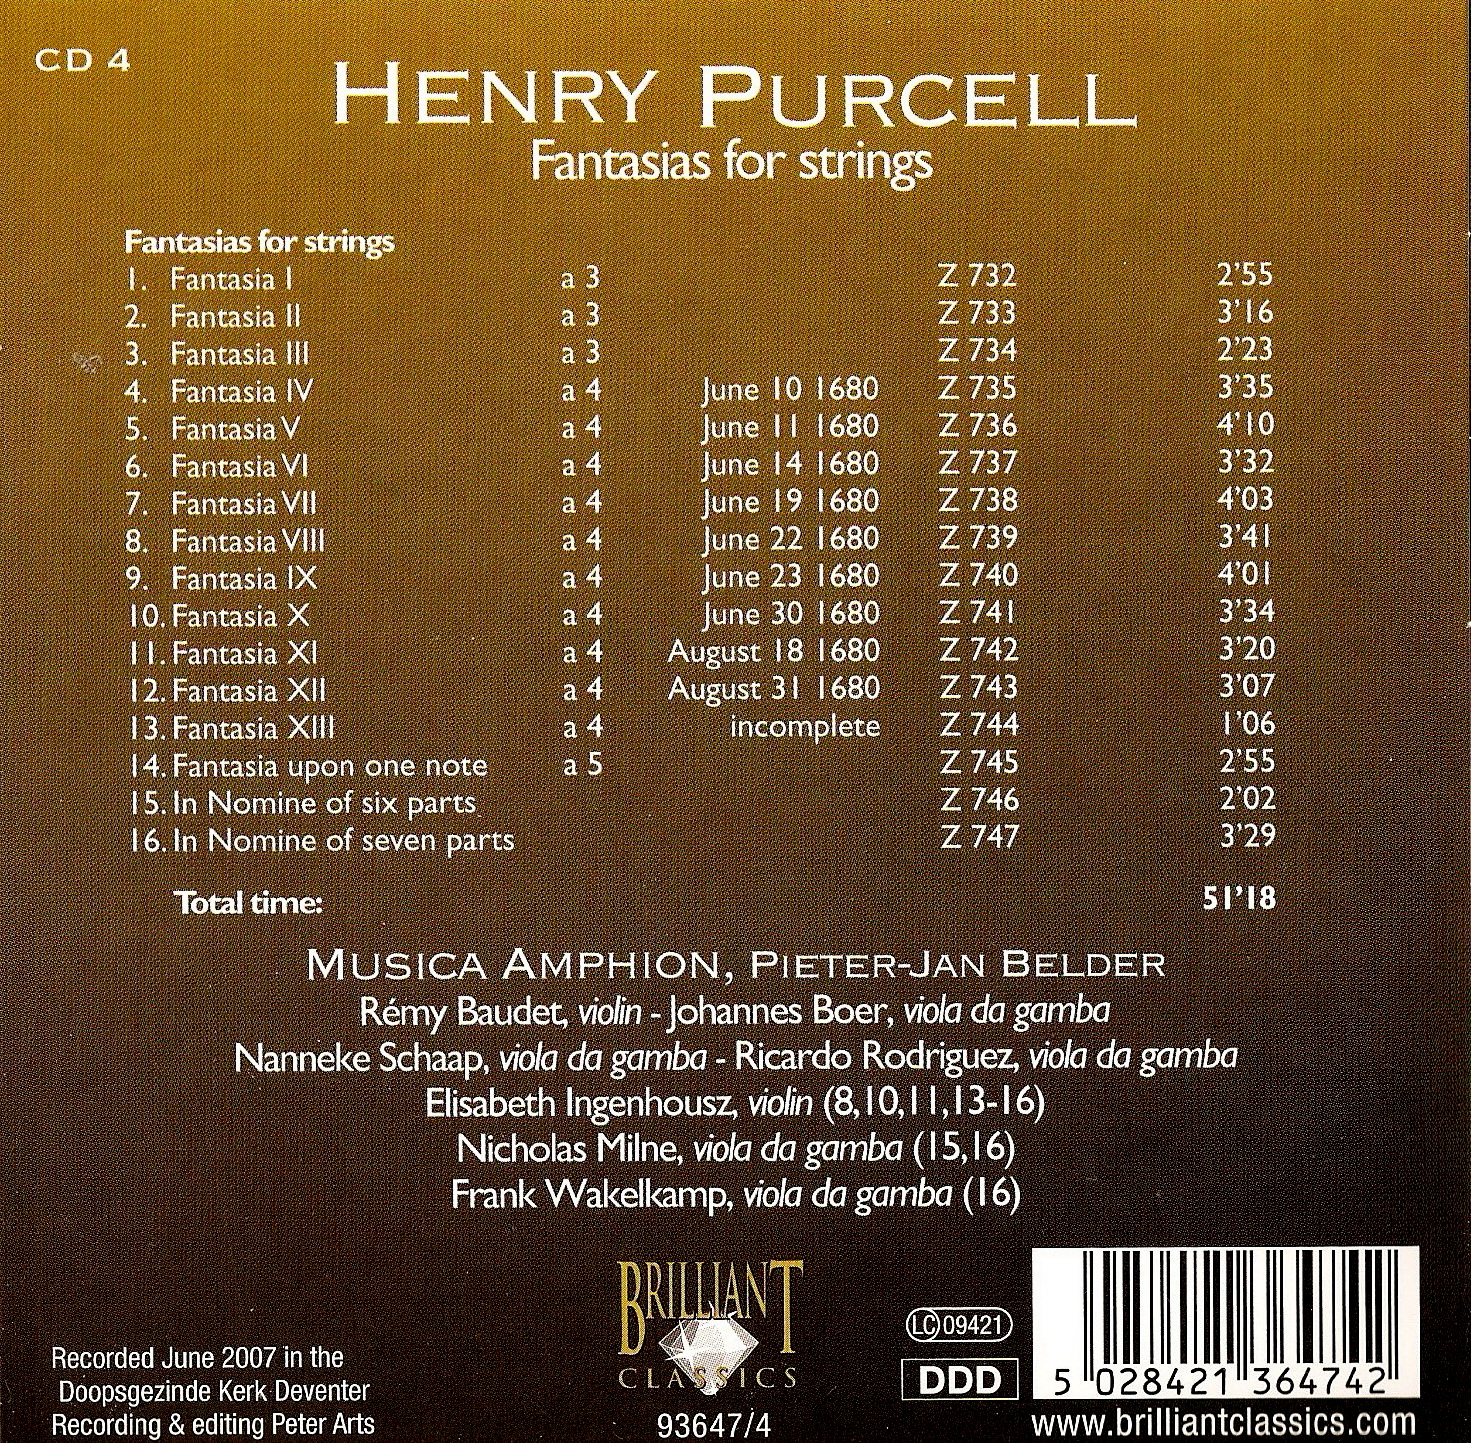 CD 4
HENRY PURCELL
Fantasias for strings
Fantasias for strings
1. Fantasia I a 3 Z 732 2'55
2. Fantasia II a 3 Z 733 3'16
3. Fantasia III a 3 Z 734 2'23
4. Fantasia IV a 4 June 10 1680 Z 735 3'35
5. Fantasia V a 4 June 11 1680 Z 736 4'10
6. Fantasia VI a 4 June 14 1680 Z 737 3'32
7. Fantasia VII a 4 June 19 1680 Z 738 4'03
8. Fantasia VIII a 4 June 22 1680 Z 739 3'41
9. Fantasia IX a 4 June 23 1680 Z 740 4'01
10. Fantasia X a 4 June 30 1680 Z 741 3'34
11. Fantasia XI a 4 August 18 1680 Z 742 3'20
12. Fantasia XII a 4 August 31 1680 Z 743 3'07
13. Fantasia XIII a 4 incomplete Z 744 1'06
14. Fantasia upon one note a 5 Z 745 2'55
15. In Nomine of six parts Z 746 2'02
16. In Nomine of seven parts Z 747 3'29
Total time: 51'18
MUSICA AMPHION, PIETER-JAN BELDER
Rémy Baudet, violin - Johannes Boer, viola da gamba
Nanneke Schaap, viola da gamba - Ricardo Rodriguez, viola da gamba
Elisabeth Ingenhousz, violin (8,10,11,13-16)
Nicholas Milne, viola da gamba (15,16)
Frank Wakelkamp, viola da gamba (16)
Recorded June 2007 in the
Doopsgezinde Kerk Deventer
Recording & editing Peter Arts
BRILLIANT
CLASSICS
93647/4
LC 09421
DDD
5 028421 364742
www.brilliantclassics.com